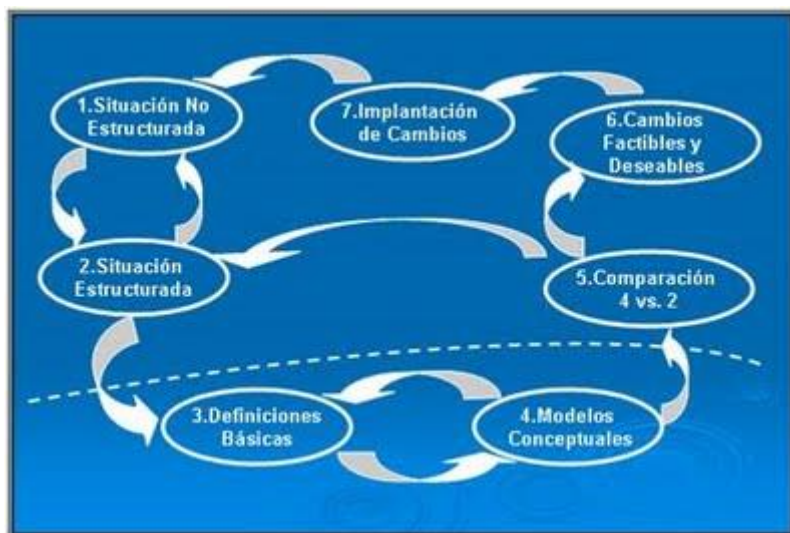 1.Situación No
Estructurada
7.Implantación
de Cambios
6.Cambios
Factibles y
Deseables
2.Situación
Estructurada
5.Comparación
4 vs. 2
3.Definiciones
Básicas
4.Modelos
Conceptuales